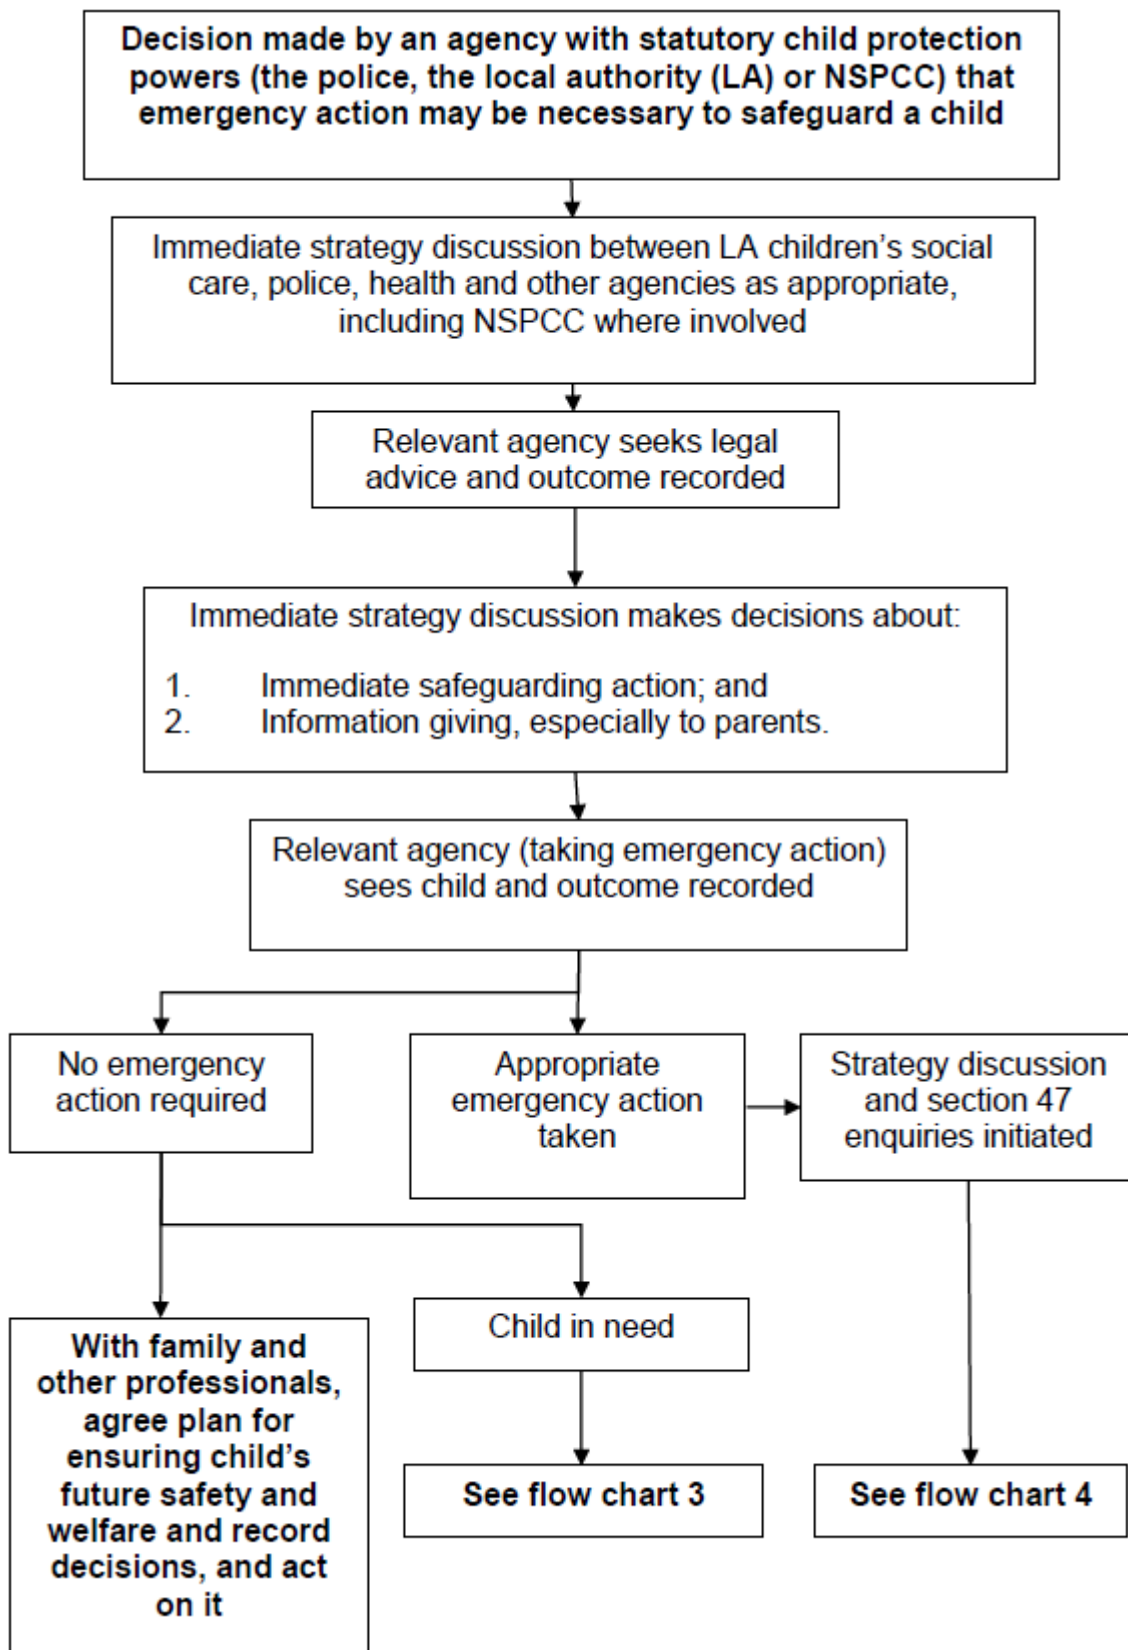 Decision made by an agency with statutory child protection
powers (the police, the local authority (LA) or NSPCC) that
emergency action may be necessary to safeguard a child
Immediate strategy discussion between LA children’s social
care, police, health and other agencies as appropriate,
including NSPCC where involved
Relevant agency seeks legal
advice and outcome recorded
Immediate strategy discussion makes decisions about:
1. Immediate safeguarding action; and
2. Information giving, especially to parents.
Relevant agency (taking emergency action)
sees child and outcome recorded
No emergency
action required
Appropriate
emergency action
taken
Strategy discussion
and section 47
enquiries initiated
With family and
other professionals,
agree plan for
ensuring child’s
future safety and
welfare and record
decisions, and act
on it
Child in need
See flow chart 3
See flow chart 4